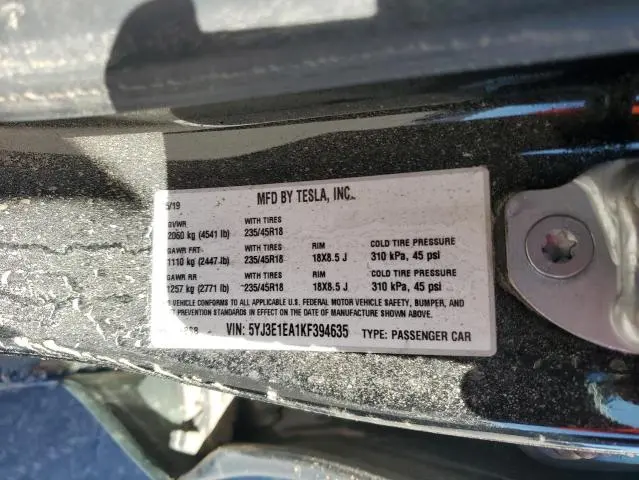 5/19 MFD BY TESLA, INC.
GVWR WITH TIRES
2060 kg (4541 lb) 235/45R18
GAWR FRT WITH TIRES RIM COLD TIRE PRESSURE
1110 kg (2447 lb) 235/45R18 18X8.5 J 310 kPa, 45 psi
GAWR RR WITH TIRES RIM COLD TIRE PRESSURE
1257 kg (2771 lb) 235/45R18 18X8.5 J 310 kPa, 45 psi
VEHICLE CONFORMS TO ALL APPLICABLE U.S. FEDERAL MOTOR VEHICLE SAFETY, BUMPER, AND
PREVENTION STANDARDS IN EFFECT ON THE DATE OF MANUFACTURE SHOWN ABOVE.
VIN: 5YJ3E1EA1KF394635 TYPE: PASSENGER CAR